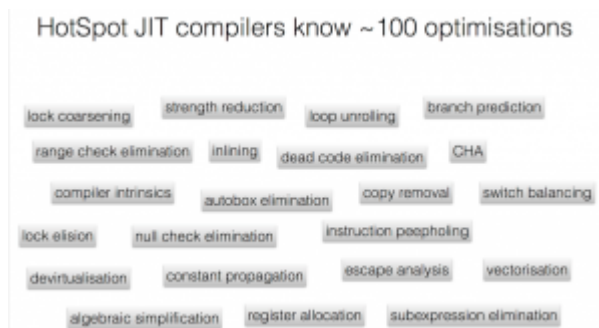 HotSpot JIT compilers know ~100 optimisations
lock coarsening strength reduction loop unrolling branch prediction
range check elimination inlining dead code elimination CHA
compiler intrinsics autobox elimination copy removal switch balancing
lock elision null check elimination instruction peepholing
devirtualisation constant propagation escape analysis vectorisation
algebraic simplification register allocation subexpression elimination